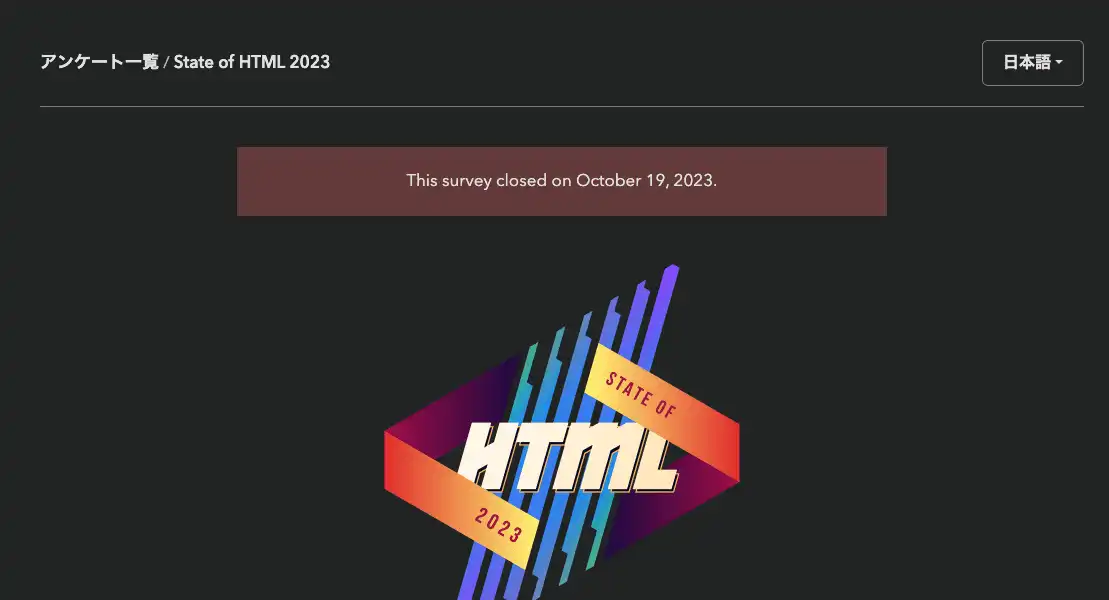 アンケート一覧 / State of HTML 2023
日本語
This survey closed on October 19, 2023.
STATE OF
HTML
2023